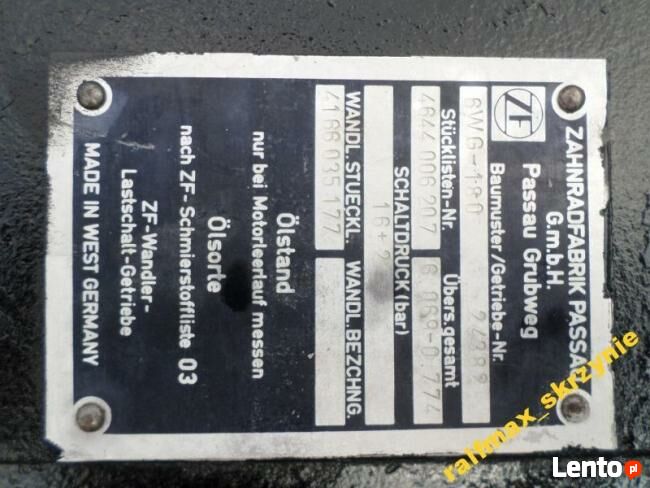 ZF
ZAHNRADFABRIK PASSAU
G.m.b.H.
Passau Grubweg
Baumuster/Getriebe-Nr.
6WG-180
Stücklisten-Nr. Übers.gesamt
4644 006 207
SCHALTDRUCK (bar)
16+2
WANDL. STUECKL. WANDL. BEZCHNG.
4166 035 177
Ölstand
nur bei Motorleerlauf messen
Ölsorte
nach ZF-Schmierstoffliste 03
ZF-Wandler-
Lastschalt-Getriebe
MADE IN WEST GERMANY
raffmax_skrzynie
Lento.pl